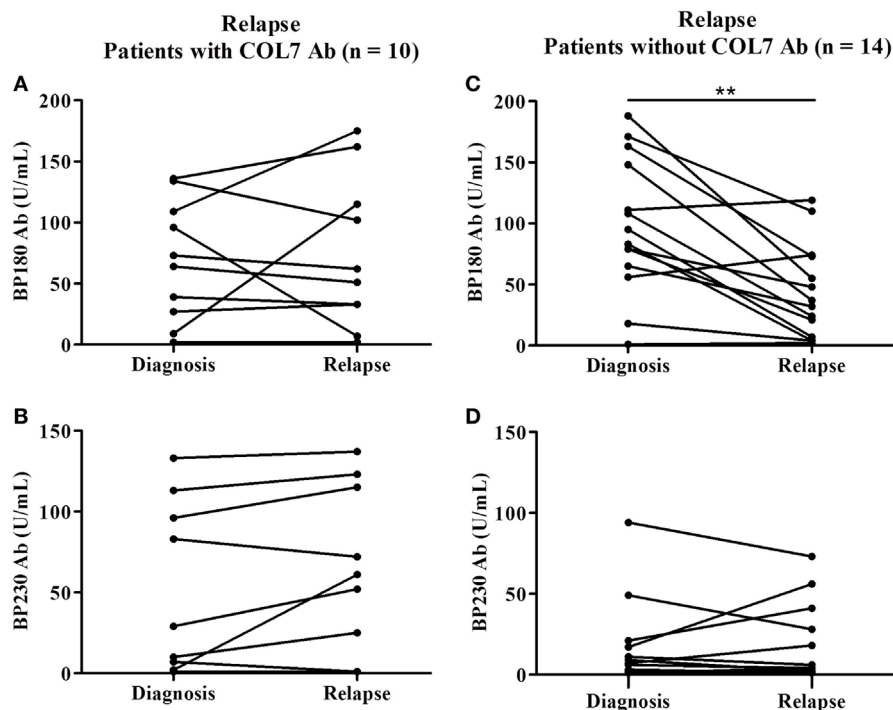 Relapse
Patients with COL7 Ab (n = 10)
Relapse
Patients without COL7 Ab (n = 14)
A
BP180 Ab (U/mL)
200
150
100
50
0
Diagnosis
Relapse
C
**
BP180 Ab (U/mL)
200
150
100
50
0
Diagnosis
Relapse
B
BP230 Ab (U/mL)
150
100
50
0
Diagnosis
Relapse
D
BP230 Ab (U/mL)
150
100
50
0
Diagnosis
Relapse